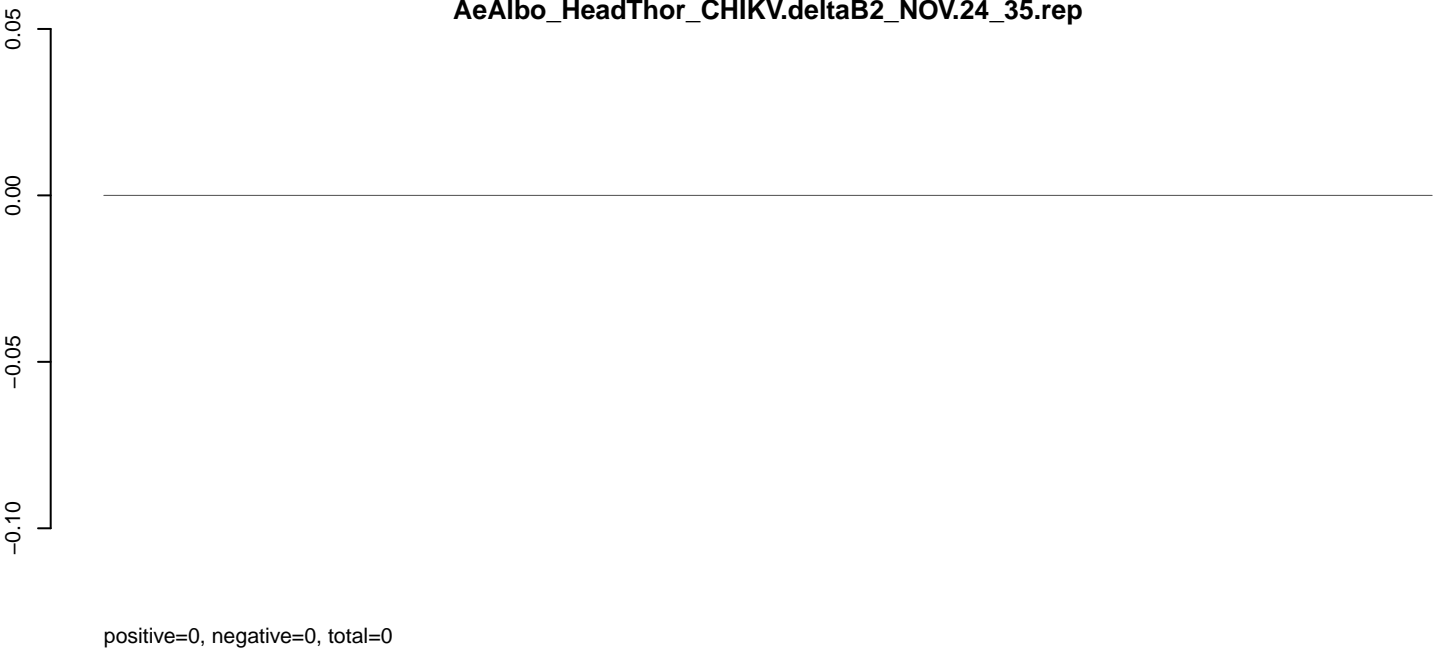 AeAlbo_HeadThor_CHIKV.deltaB2_NOV.24_35.rep
0.05
0.00
−0.05
−0.10
positive=0, negative=0, total=0